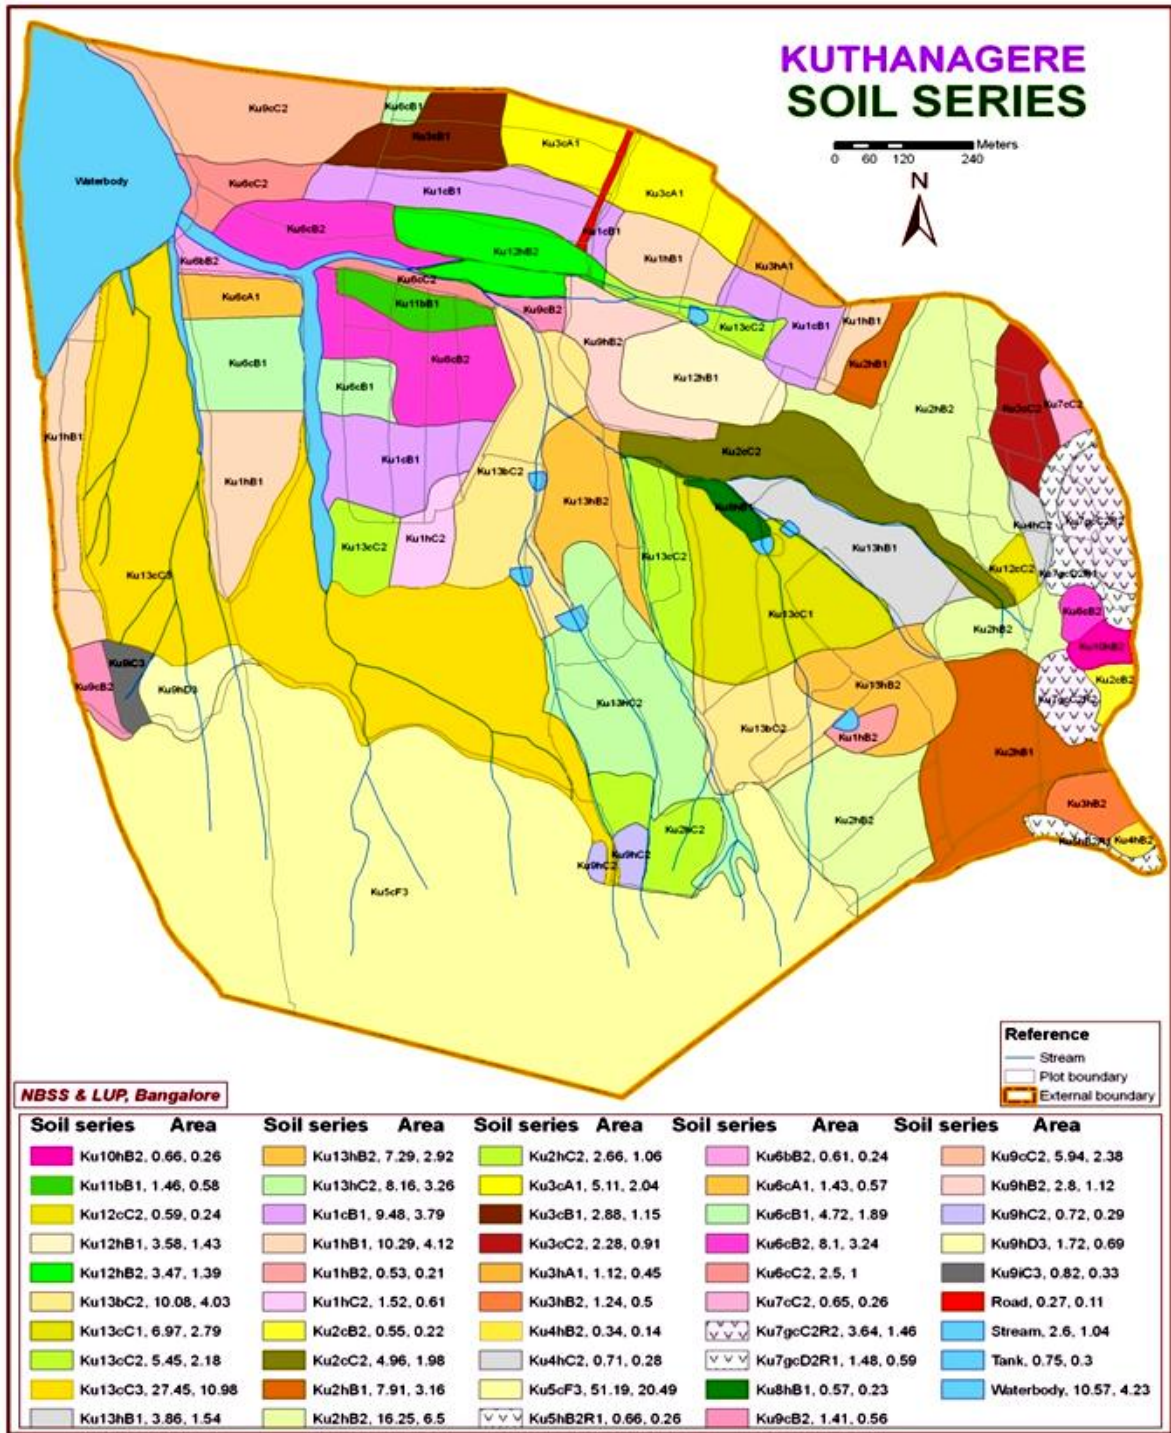 KUTHANAGERE
SOIL SERIES
Meters
0 60 120 240
N
Ku9cC2
Ku6cB1
Ku3cB1
Ku3cA1
Waterbody
Ku6cC2
Ku1cB1
Ku3cA1
Ku6cB2
Ku12hB2
Ku1cB1
Ku1hB1
Ku3hA1
Ku6bB2
Ku6cC2
Ku6cA1
Ku11bB1
Ku9cB2
Ku13cC2
Ku1cB1
Ku1hB1
Ku9hB2
Ku6cB1
Ku6cB2
Ku2hB1
Ku6cB1
Ku12hB1
Ku2hB2
Ku3cC2
Ku7cC2
Ku1hB1
Ku1cB1
Ku2cC2
Ku1hB1
Ku13bC2
Ku13hB2
Ku8hB1
Ku4hC2
Ku7gcC2R2
Ku13cC2
Ku1hC2
Ku13cC2
Ku13hB1
Ku12cC2
Ku7gcD2R1
Ku13cC3
Ku13cC1
Ku6cB2
Ku2hB2
Ku10hB2
Ku9iC3
Ku9cB2
Ku9hD3
Ku13hB2
Ku2cB2
Ku13hC2
Ku7gcC2R2
Ku13bC2
Ku1hB2
Ku2hB1
Ku3hB2
Ku2hC2
Ku2hB2
Ku5hB2R1
Ku4hB2
Ku9hC2
Ku9hC2
Ku5cF3
Reference
Stream
Plot boundary
External boundary
NBSS & LUP, Bangalore
Soil series Area Soil series Area Soil series Area Soil series Area Soil series Area
Ku10hB2, 0.66, 0.26 Ku13hB2, 7.29, 2.92 Ku2hC2, 2.66, 1.06 Ku6bB2, 0.61, 0.24 Ku9cC2, 5.94, 2.38
Ku11bB1, 1.46, 0.58 Ku13hC2, 8.16, 3.26 Ku3cA1, 5.11, 2.04 Ku6cA1, 1.43, 0.57 Ku9hB2, 2.8, 1.12
Ku12cC2, 0.59, 0.24 Ku1cB1, 9.48, 3.79 Ku3cB1, 2.88, 1.15 Ku6cB1, 4.72, 1.89 Ku9hC2, 0.72, 0.29
Ku12hB1, 3.58, 1.43 Ku1hB1, 10.29, 4.12 Ku3cC2, 2.28, 0.91 Ku6cB2, 8.1, 3.24 Ku9hD3, 1.72, 0.69
Ku12hB2, 3.47, 1.39 Ku1hB2, 0.53, 0.21 Ku3hA1, 1.12, 0.45 Ku6cC2, 2.5, 1 Ku9iC3, 0.82, 0.33
Ku13bC2, 10.08, 4.03 Ku1hC2, 1.52, 0.61 Ku3hB2, 1.24, 0.5 Ku7cC2, 0.65, 0.26 Road, 0.27, 0.11
Ku13cC1, 6.97, 2.79 Ku2cB2, 0.55, 0.22 Ku4hB2, 0.34, 0.14 Ku7gcC2R2, 3.64, 1.46 Stream, 2.6, 1.04
Ku13cC2, 5.45, 2.18 Ku2cC2, 4.96, 1.98 Ku4hC2, 0.71, 0.28 Ku7gcD2R1, 1.48, 0.59 Tank, 0.75, 0.3
Ku13cC3, 27.45, 10.98 Ku2hB1, 7.91, 3.16 Ku5cF3, 51.19, 20.49 Ku8hB1, 0.57, 0.23 Waterbody, 10.57, 4.23
Ku13hB1, 3.86, 1.54 Ku2hB2, 16.25, 6.5 Ku5hB2R1, 0.66, 0.26 Ku9cB2, 1.41, 0.56